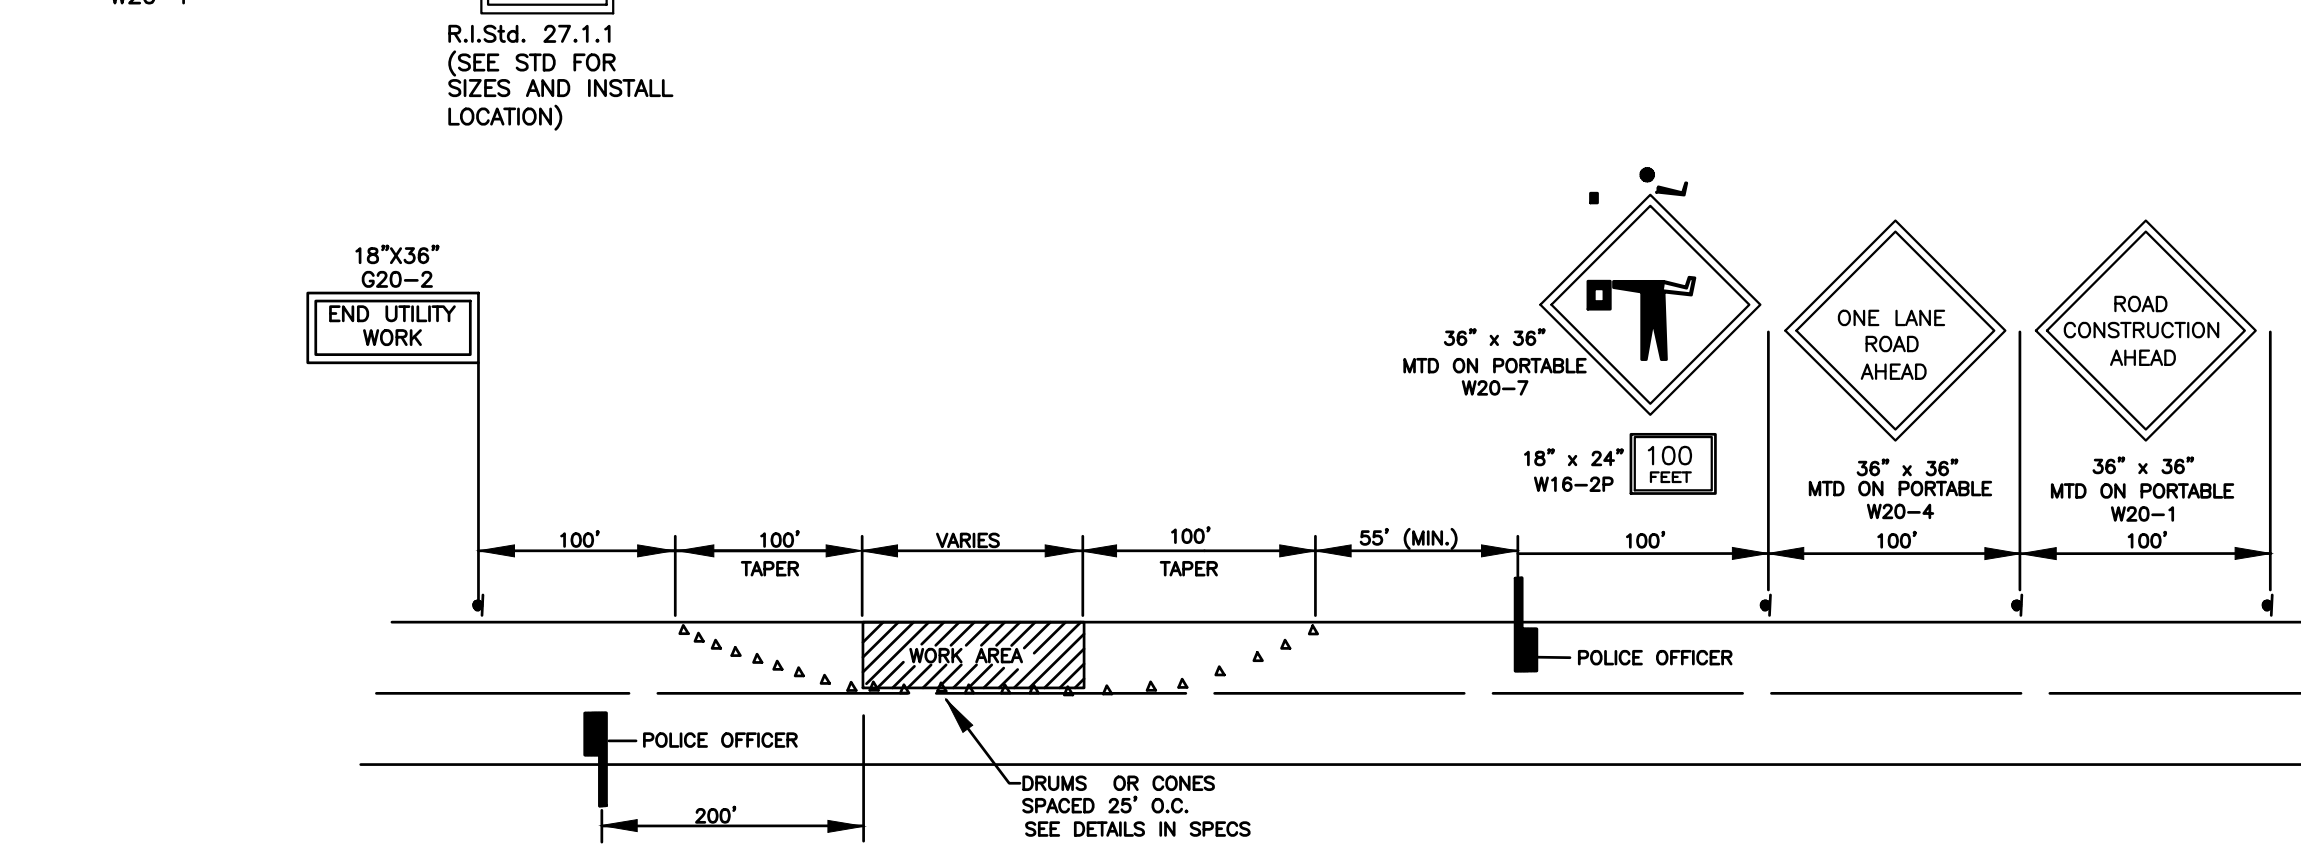 R.I.Std. 27.1.1
(SEE STD FOR
SIZES AND INSTALL
LOCATION)
18"X36"
G20-2
END UTILITY
WORK
36" x 36"
MTD ON PORTABLE
W20-7
18" x 24"
W16-2P
100
FEET
ONE LANE
ROAD
AHEAD
36" x 36"
MTD ON PORTABLE
W20-4
ROAD
CONSTRUCTION
AHEAD
36" x 36"
MTD ON PORTABLE
W20-1
100'
100'
TAPER
VARIES
100'
TAPER
55' (MIN.)
100'
100'
100'
WORK AREA
POLICE OFFICER
POLICE OFFICER
200'
DRUMS OR CONES
SPACED 25' O.C.
SEE DETAILS IN SPECS